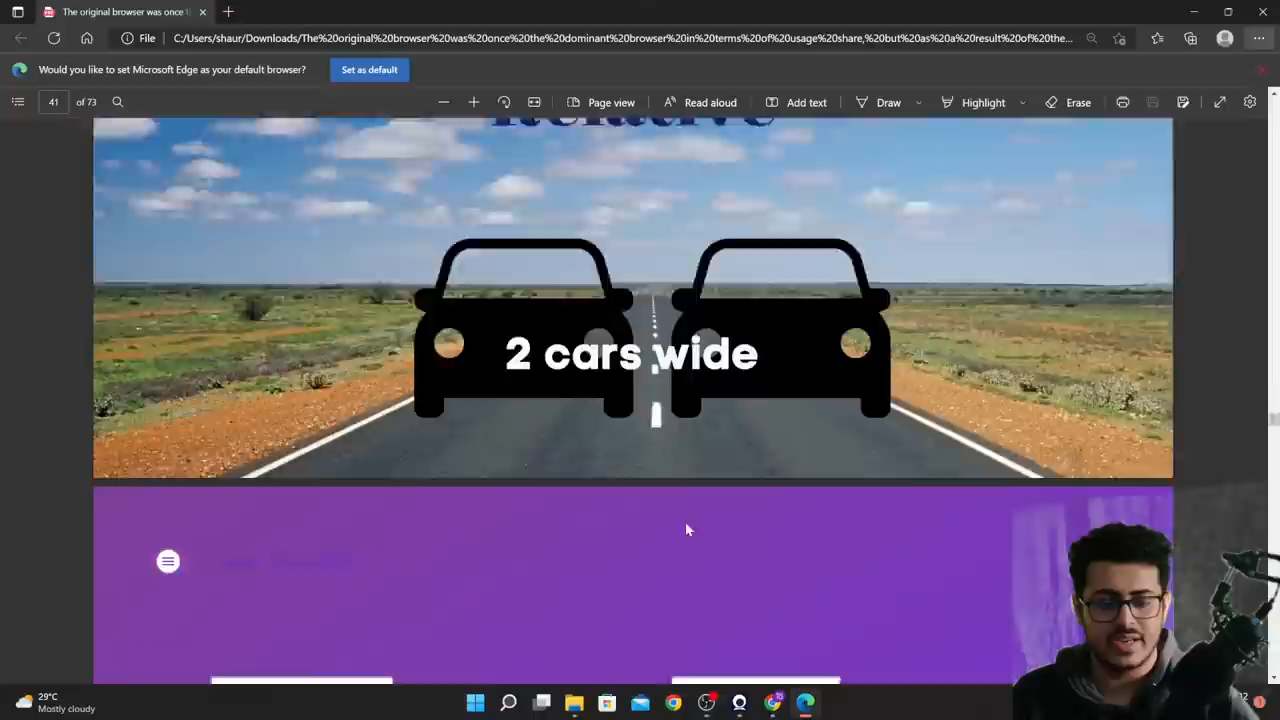 The original browser was once t
File
C:/Users/shaur/Downloads/The%20original%20browser%20was%20once%20the%20dominant%20browser%20in%20terms%20of%20usage%20share,%20but%20as%20a%20result%20of%20the...
Would you like to set Microsoft Edge as your default browser?
Set as default
41 of 73
Page view
Read aloud
Add text
Draw
Highlight
Erase
Relative
2 cars wide
29°C
Mostly cloudy